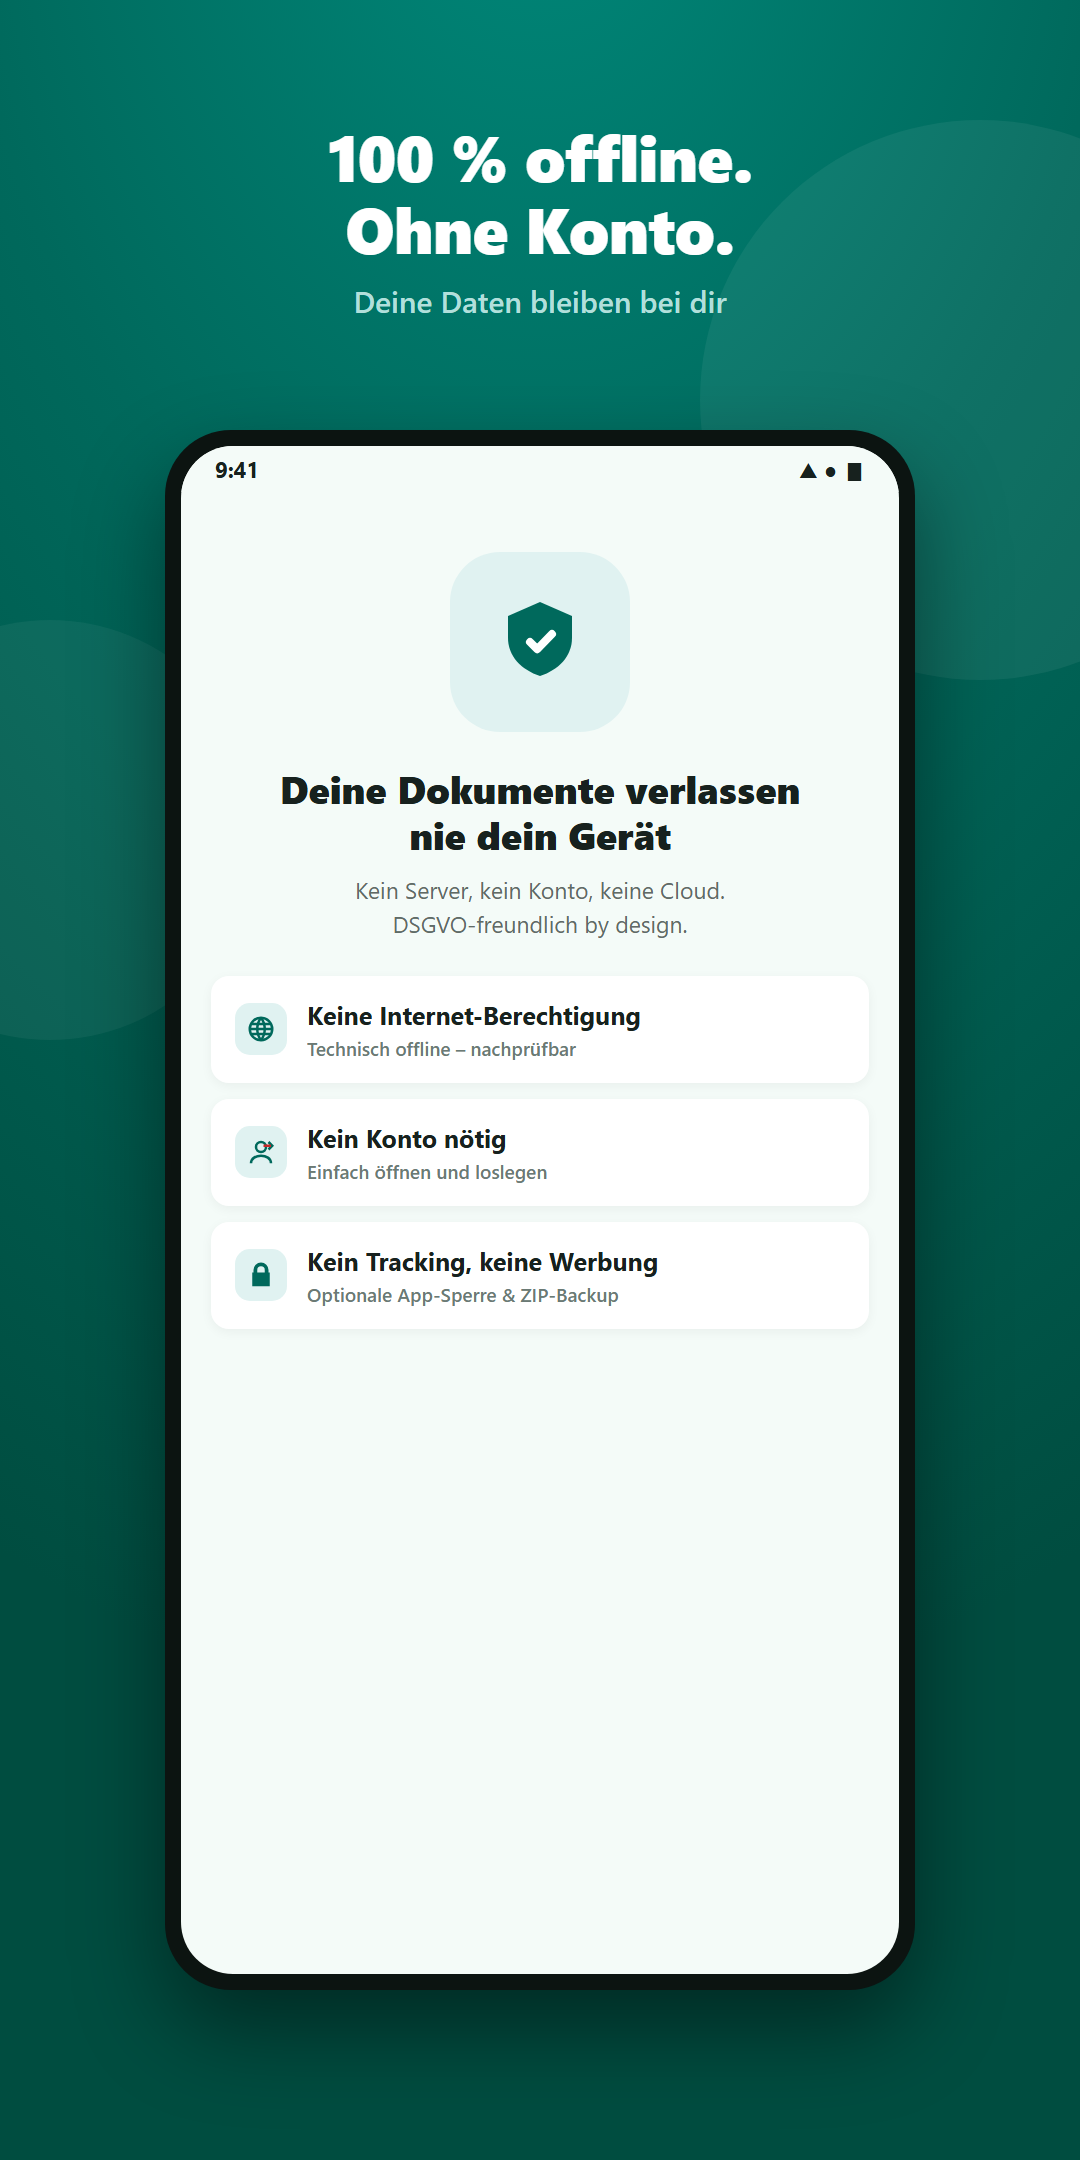 100 % offline.
Ohne Konto.
Deine Daten bleiben bei dir
9:41
Deine Dokumente verlassen
nie dein Gerät
Kein Server, kein Konto, keine Cloud.
DSGVO-freundlich by design.
Keine Internet-Berechtigung
Technisch offline – nachprüfbar
Kein Konto nötig
Einfach öffnen und loslegen
Kein Tracking, keine Werbung
Optionale App-Sperre & ZIP-Backup